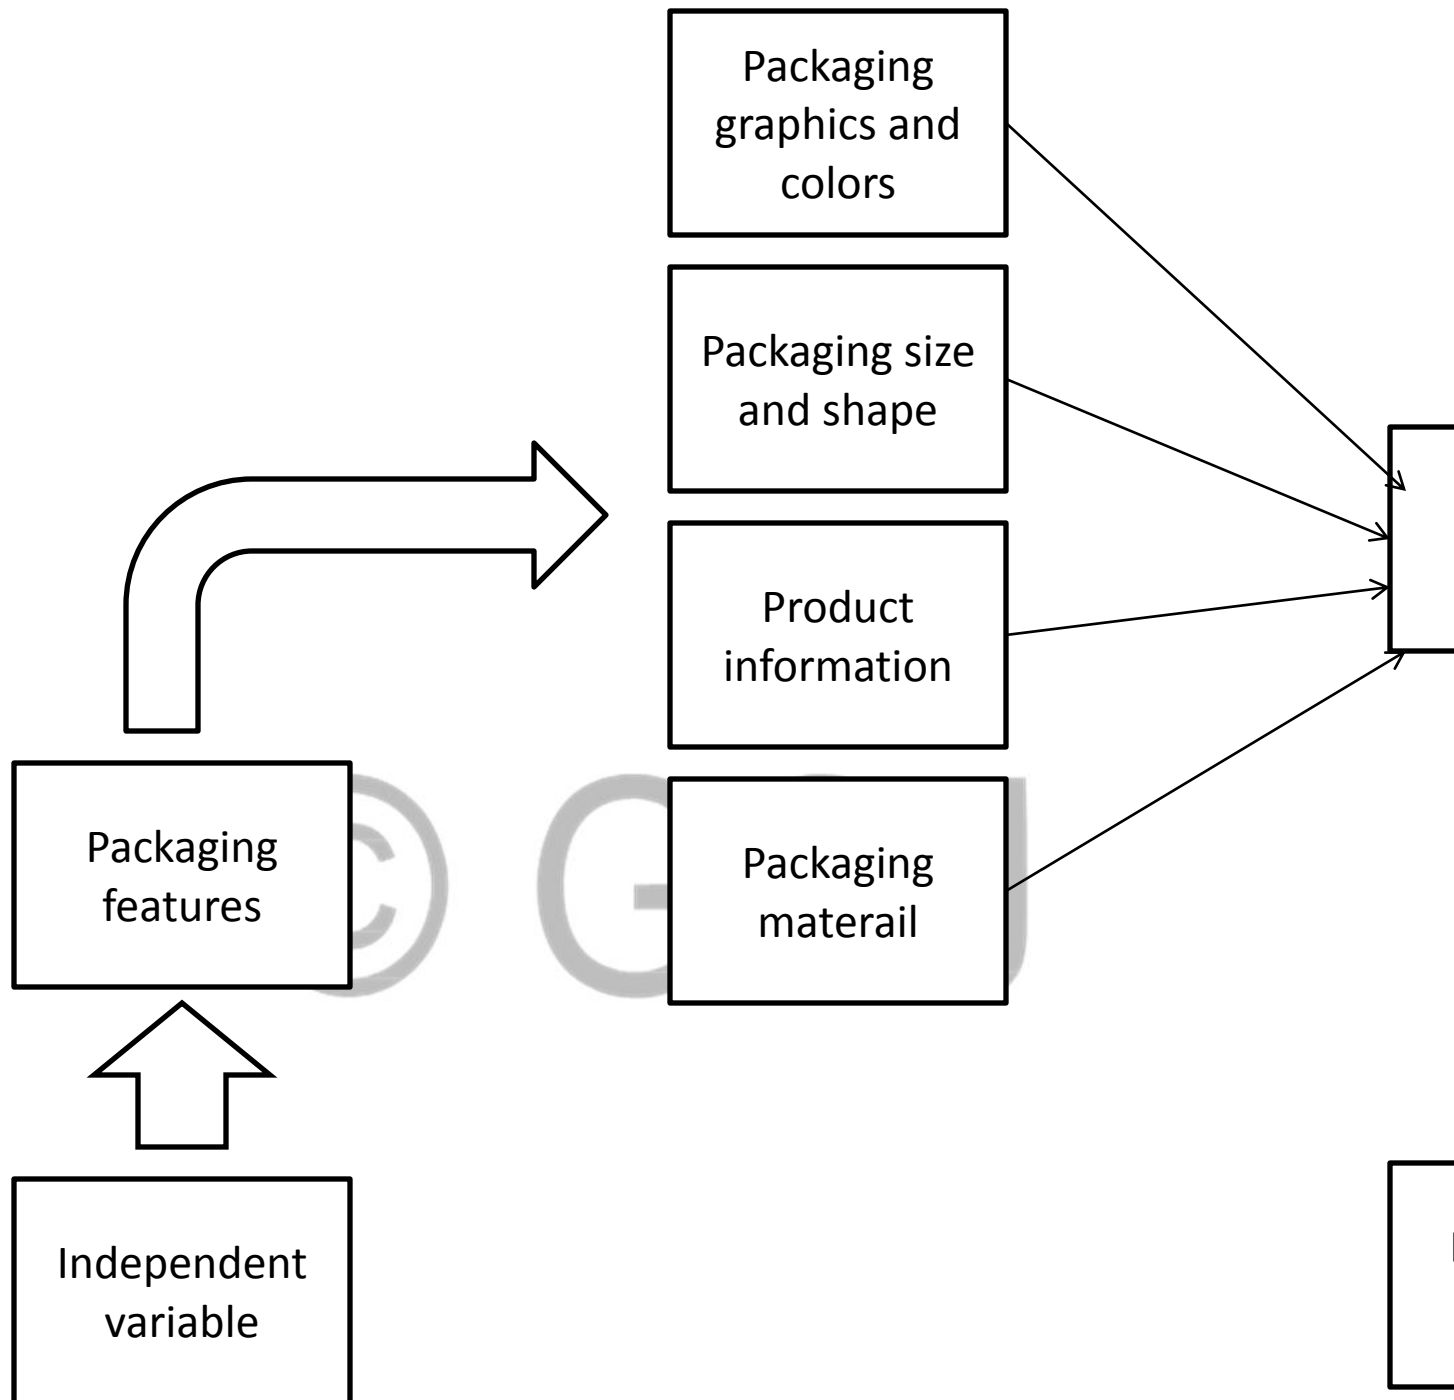 Packaging
graphics and
colors
Packaging size
and shape
Product
information
Packaging
features
Packaging
materail
Independent
variable